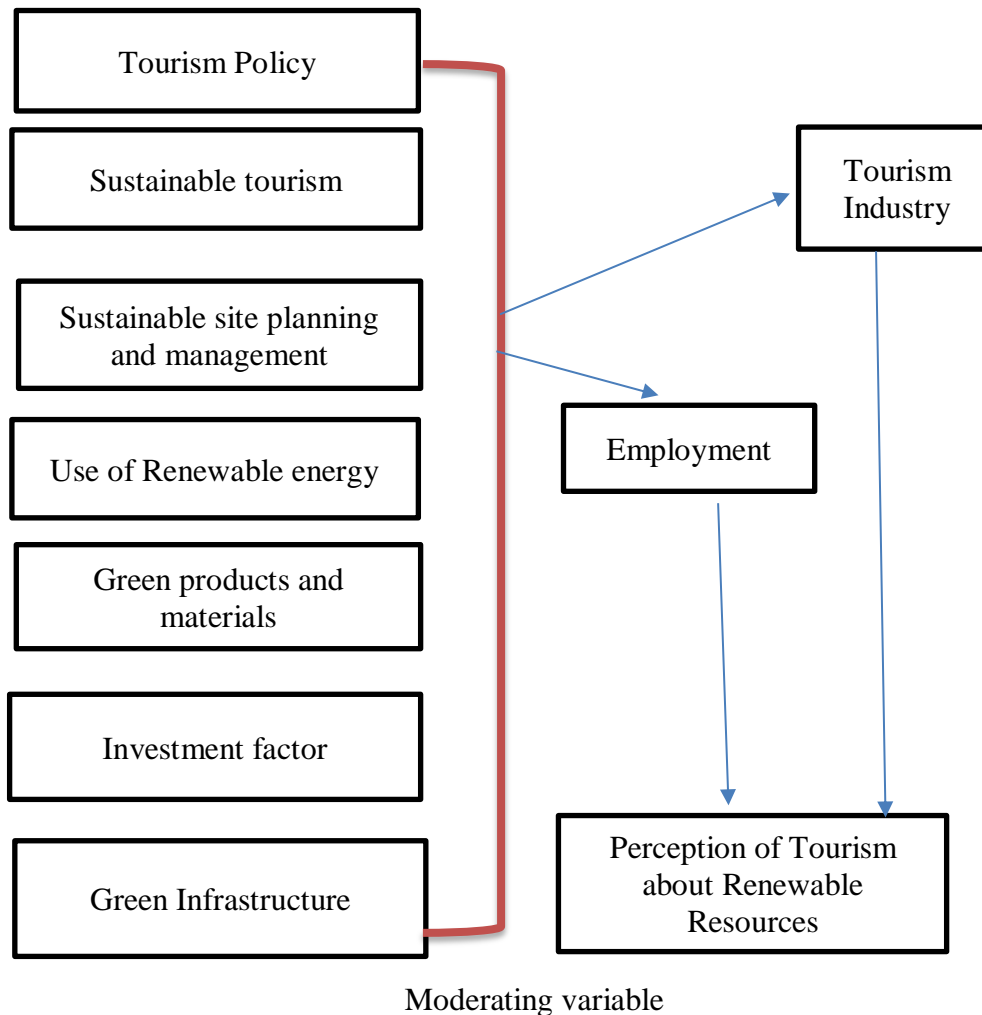 Tourism Policy
Sustainable tourism
Sustainable site planning
and management
Use of Renewable energy
Green products and
materials
Investment factor
Green Infrastructure
Tourism
Industry
Employment
Perception of Tourism
about Renewable
Resources
Moderating variable